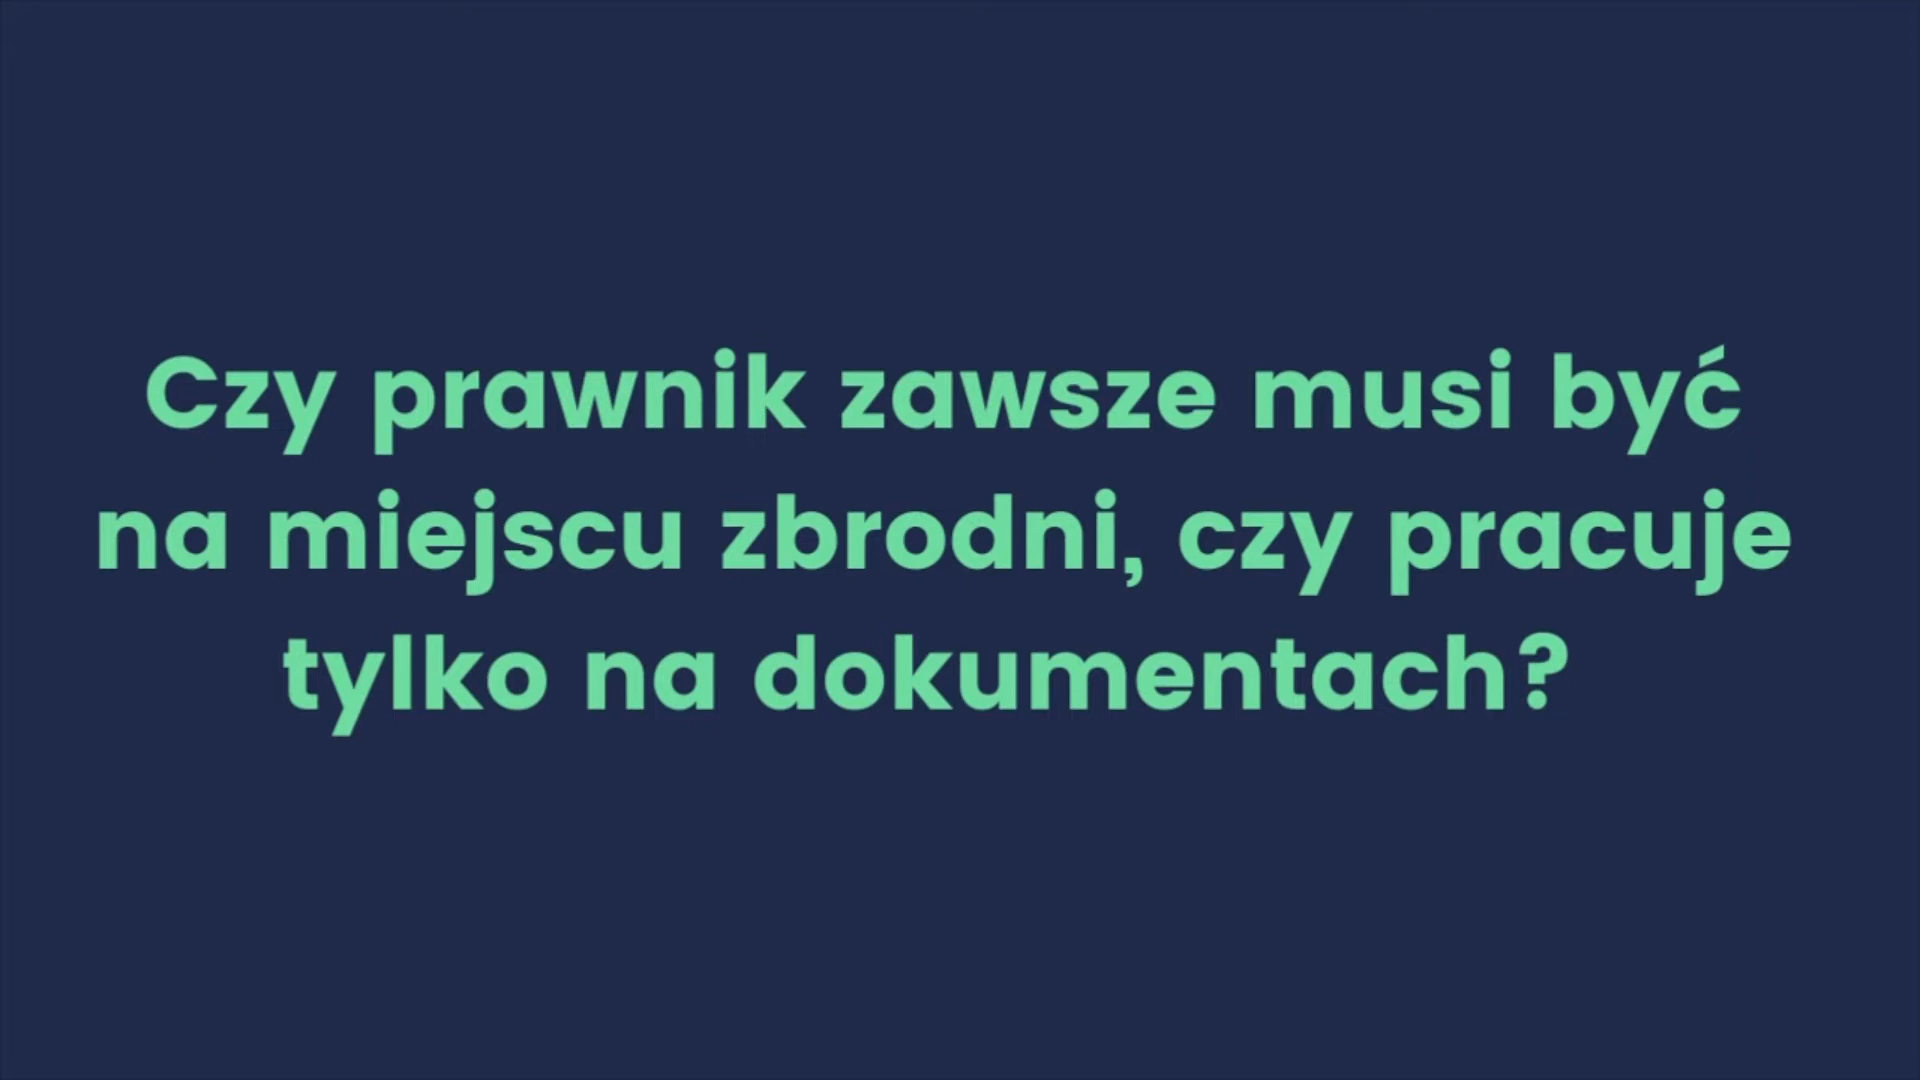 Czy prawnik zawsze musi być
na miejscu zbrodni, czy pracuje
tylko na dokumentach?